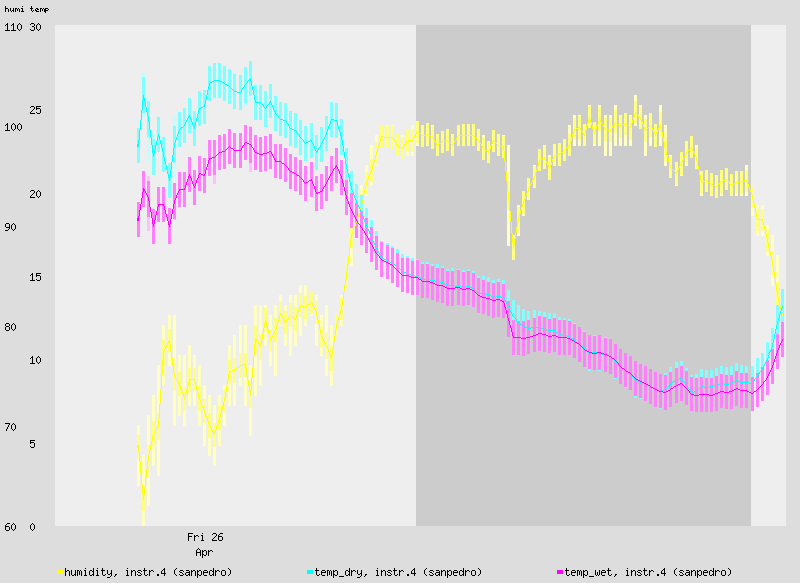 humi temp
110 30
25
100
20
90
15
80
10
70
5
60 0
Fri 26
Apr
humidity, instr.4 (sanpedro) temp_dry, instr.4 (sanpedro) temp_wet, instr.4 (sanpedro)